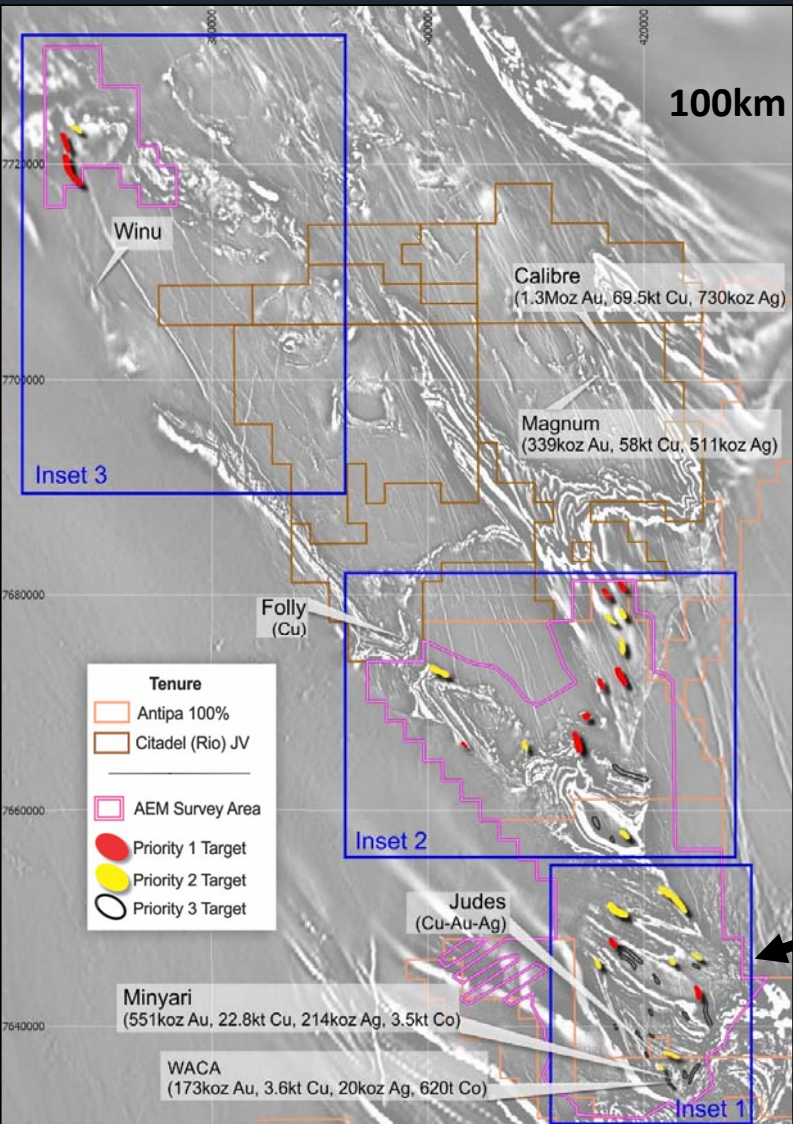 380000
400000
420000
100km
7720000
Winu
Calibre
(1.3Moz Au, 69.5kt Cu, 730koz Ag)
7700000
Magnum
(339koz Au, 58kt Cu, 511koz Ag)
Inset 3
7680000
Folly
(Cu)
Tenure
Antipa 100%
Citadel (Rio) JV
AEM Survey Area
Priority 1 Target
Priority 2 Target
Priority 3 Target
7660000
Inset 2
Judes
(Cu-Au-Ag)
Minyari
(551koz Au, 22.8kt Cu, 214koz Ag, 3.5kt Co)
7640000
WACA
(173koz Au, 3.6kt Cu, 20koz Ag, 620t Co)
Inset 1